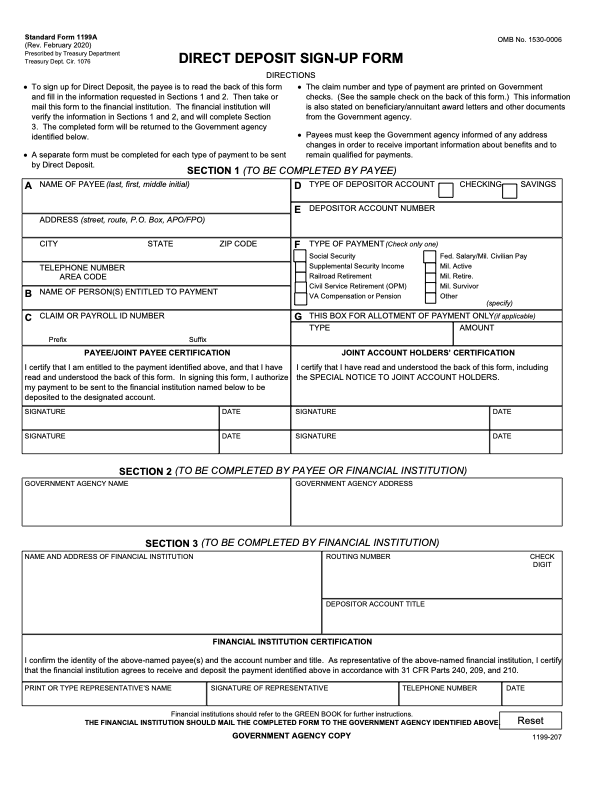 Standard Form 1199A
(Rev. February 2020)
Prescribed by Treasury Department
Treasury Dept. Cir. 1076
OMB No. 1530-0006
DIRECT DEPOSIT SIGN-UP FORM
DIRECTIONS
• To sign up for Direct Deposit, the payee is to read the back of this form
and fill in the information requested in Sections 1 and 2. Then take or
mail this form to the financial institution. The financial institution will
verify the information in Sections 1 and 2, and will complete Section
3. The completed form will be returned to the Government agency
identified below.
• A separate form must be completed for each type of payment to be sent
by Direct Deposit.
• The claim number and type of payment are printed on Government
checks. (See the sample check on the back of this form.) This information
is also stated on beneficiary/annuitant award letters and other documents
from the Government agency.
• Payees must keep the Government agency informed of any address
changes in order to receive important information about benefits and to
remain qualified for payments.
SECTION 1 (TO BE COMPLETED BY PAYEE)
A NAME OF PAYEE (last, first, middle initial)
ADDRESS (street, route, P.O. Box, APO/FPO)
CITY STATE ZIP CODE
TELEPHONE NUMBER
AREA CODE
B NAME OF PERSON(S) ENTITLED TO PAYMENT
C CLAIM OR PAYROLL ID NUMBER
Prefix Suffix
D TYPE OF DEPOSITOR ACCOUNT CHECKING SAVINGS
E DEPOSITOR ACCOUNT NUMBER
F TYPE OF PAYMENT (Check only one)
Social Security Fed. Salary/Mil. Civilian Pay
Supplemental Security Income Mil. Active
Railroad Retirement Mil. Retire.
Civil Service Retirement (OPM) Mil. Survivor
VA Compensation or Pension Other
(specify)
G THIS BOX FOR ALLOTMENT OF PAYMENT ONLY(if applicable)
TYPE AMOUNT
PAYEE/JOINT PAYEE CERTIFICATION
I certify that I am entitled to the payment identified above, and that I have
read and understood the back of this form. In signing this form, I authorize
my payment to be sent to the financial institution named below to be
deposited to the designated account.
JOINT ACCOUNT HOLDERS' CERTIFICATION
I certify that I have read and understood the back of this form, including
the SPECIAL NOTICE TO JOINT ACCOUNT HOLDERS.
SIGNATURE DATE SIGNATURE DATE
SIGNATURE DATE SIGNATURE DATE
SECTION 2 (TO BE COMPLETED BY PAYEE OR FINANCIAL INSTITUTION)
GOVERNMENT AGENCY NAME GOVERNMENT AGENCY ADDRESS
SECTION 3 (TO BE COMPLETED BY FINANCIAL INSTITUTION)
NAME AND ADDRESS OF FINANCIAL INSTITUTION
ROUTING NUMBER CHECK
DIGIT
DEPOSITOR ACCOUNT TITLE
FINANCIAL INSTITUTION CERTIFICATION
I confirm the identity of the above-named payee(s) and the account number and title. As representative of the above-named financial institution, I certify
that the financial institution agrees to receive and deposit the payment identified above in accordance with 31 CFR Parts 240, 209, and 210.
PRINT OR TYPE REPRESENTATIVE'S NAME SIGNATURE OF REPRESENTATIVE TELEPHONE NUMBER DATE
Financial institutions should refer to the GREEN BOOK for further instructions.
THE FINANCIAL INSTITUTION SHOULD MAIL THE COMPLETED FORM TO THE GOVERNMENT AGENCY IDENTIFIED ABOVE
Reset
GOVERNMENT AGENCY COPY
1199-207